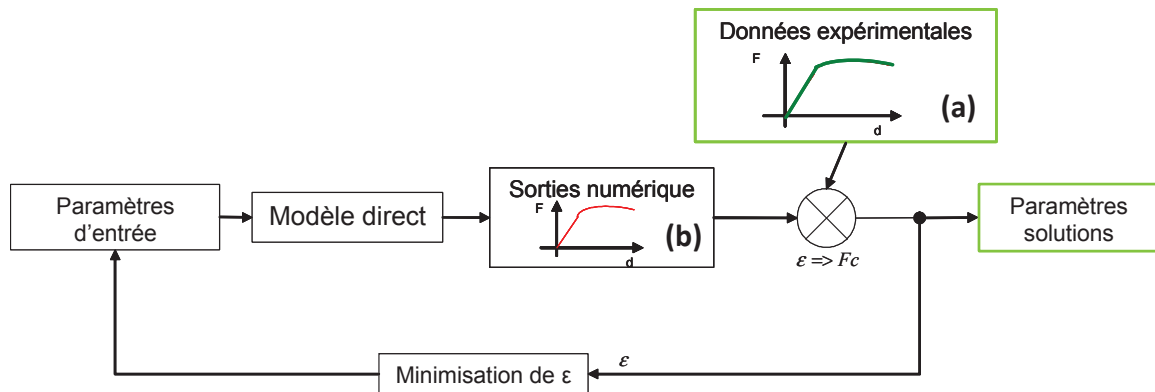 Données expérimentales
F
(a)
d
Sorties numérique
F
(b)
d
Paramètres
d'entrée
Modèle direct
ε => Fc
Paramètres
solutions
ε
Minimisation de ε